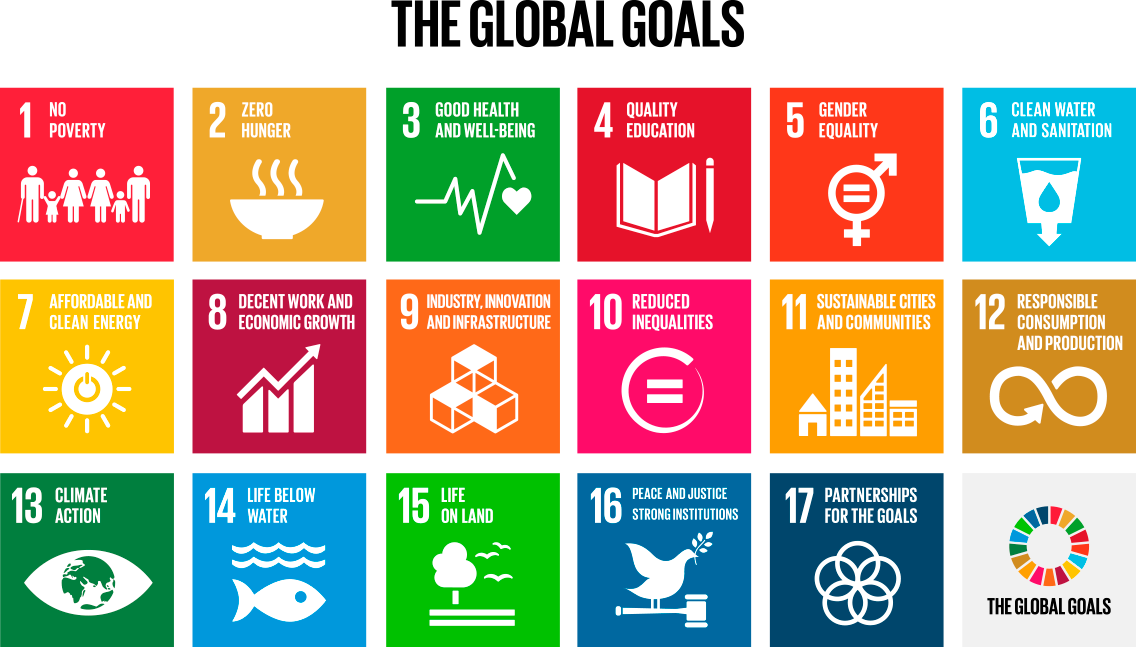 THE GLOBAL GOALS
1 NO
POVERTY
2 ZERO
HUNGER
3 GOOD HEALTH
AND WELL-BEING
4 QUALITY
EDUCATION
5 GENDER
EQUALITY
6 CLEAN WATER
AND SANITATION
7 AFFORDABLE AND
CLEAN ENERGY
8 DECENT WORK AND
ECONOMIC GROWTH
9 INDUSTRY, INNOVATION
AND INFRASTRUCTURE
10 REDUCED
INEQUALITIES
11 SUSTAINABLE CITIES
AND COMMUNITIES
12 RESPONSIBLE
CONSUMPTION
AND PRODUCTION
13 CLIMATE
ACTION
14 LIFE BELOW
WATER
15 LIFE
ON LAND
16 PEACE AND JUSTICE
STRONG INSTITUTIONS
17 PARTNERSHIPS
FOR THE GOALS
THE GLOBAL GOALS